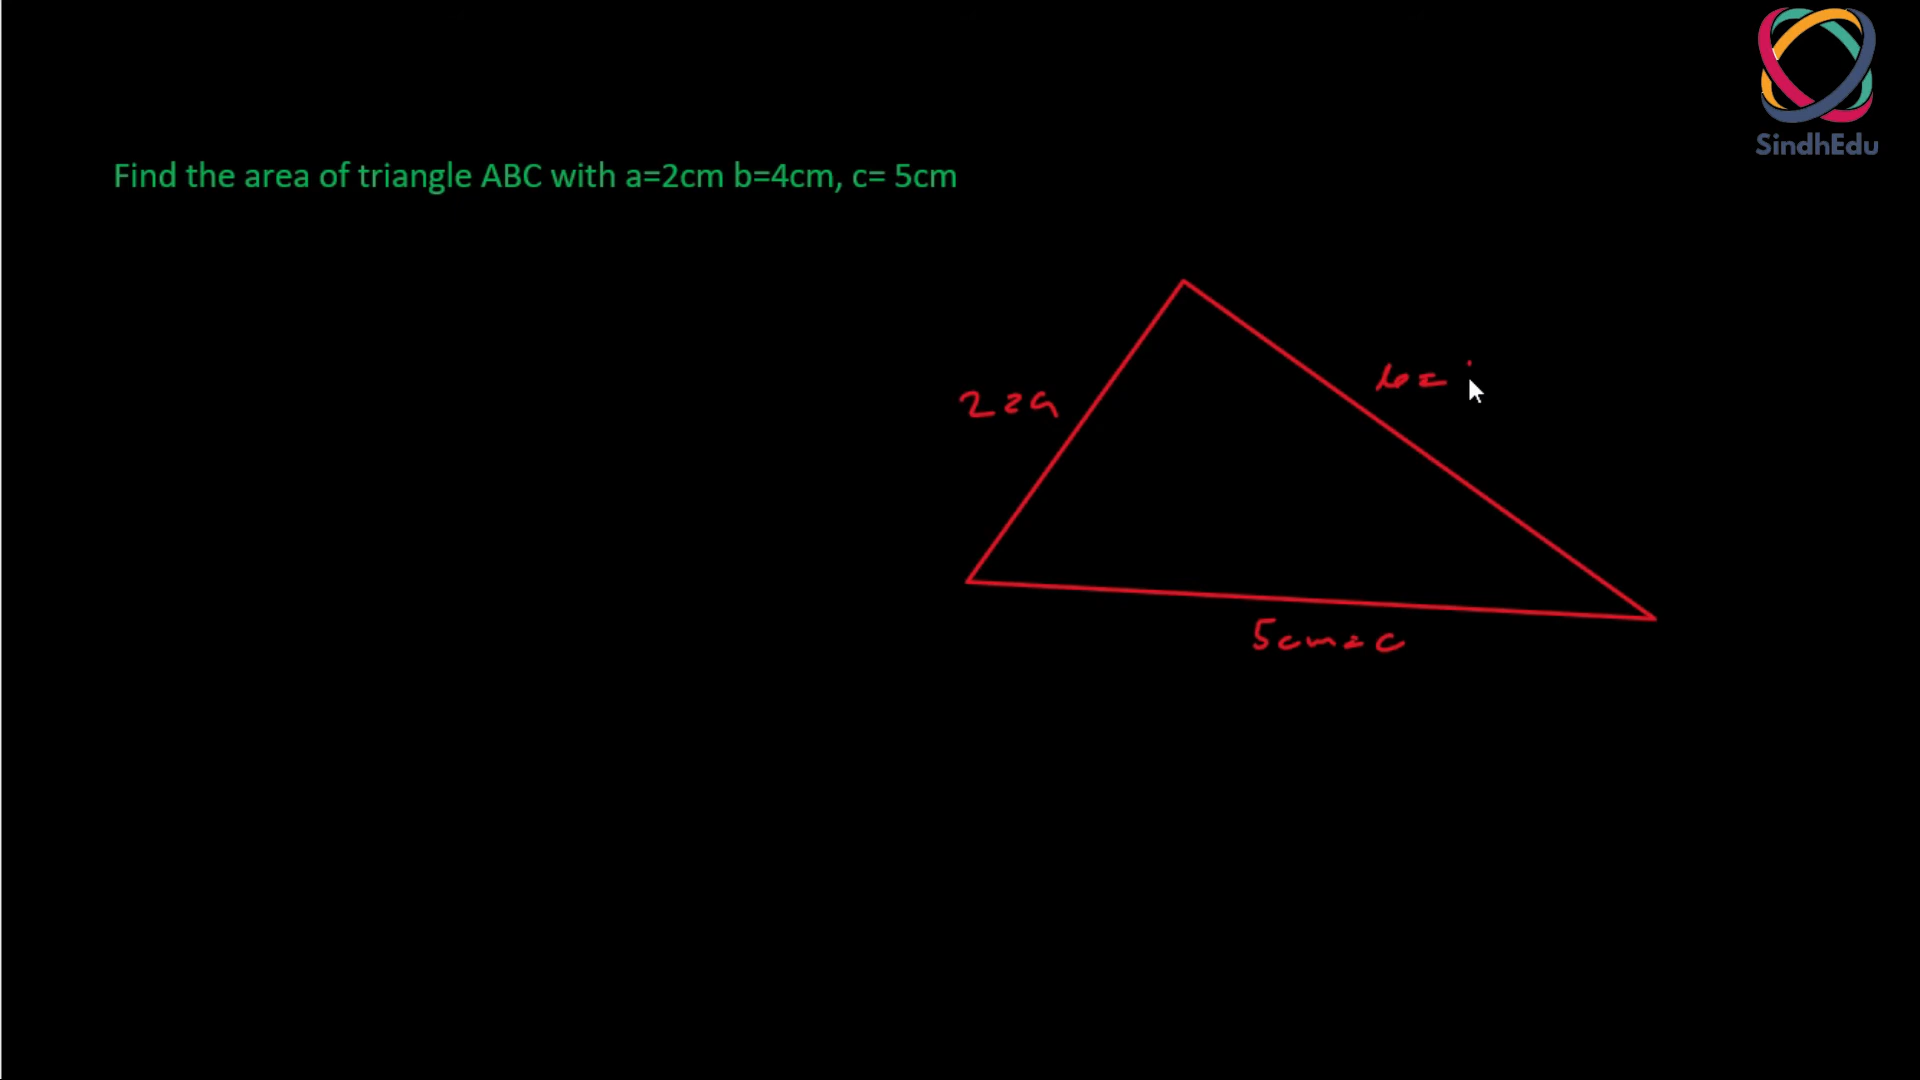 SindhEdu
Find the area of triangle ABC with a=2cm b=4cm, c= 5cm
b =
2 = a
5cm = c